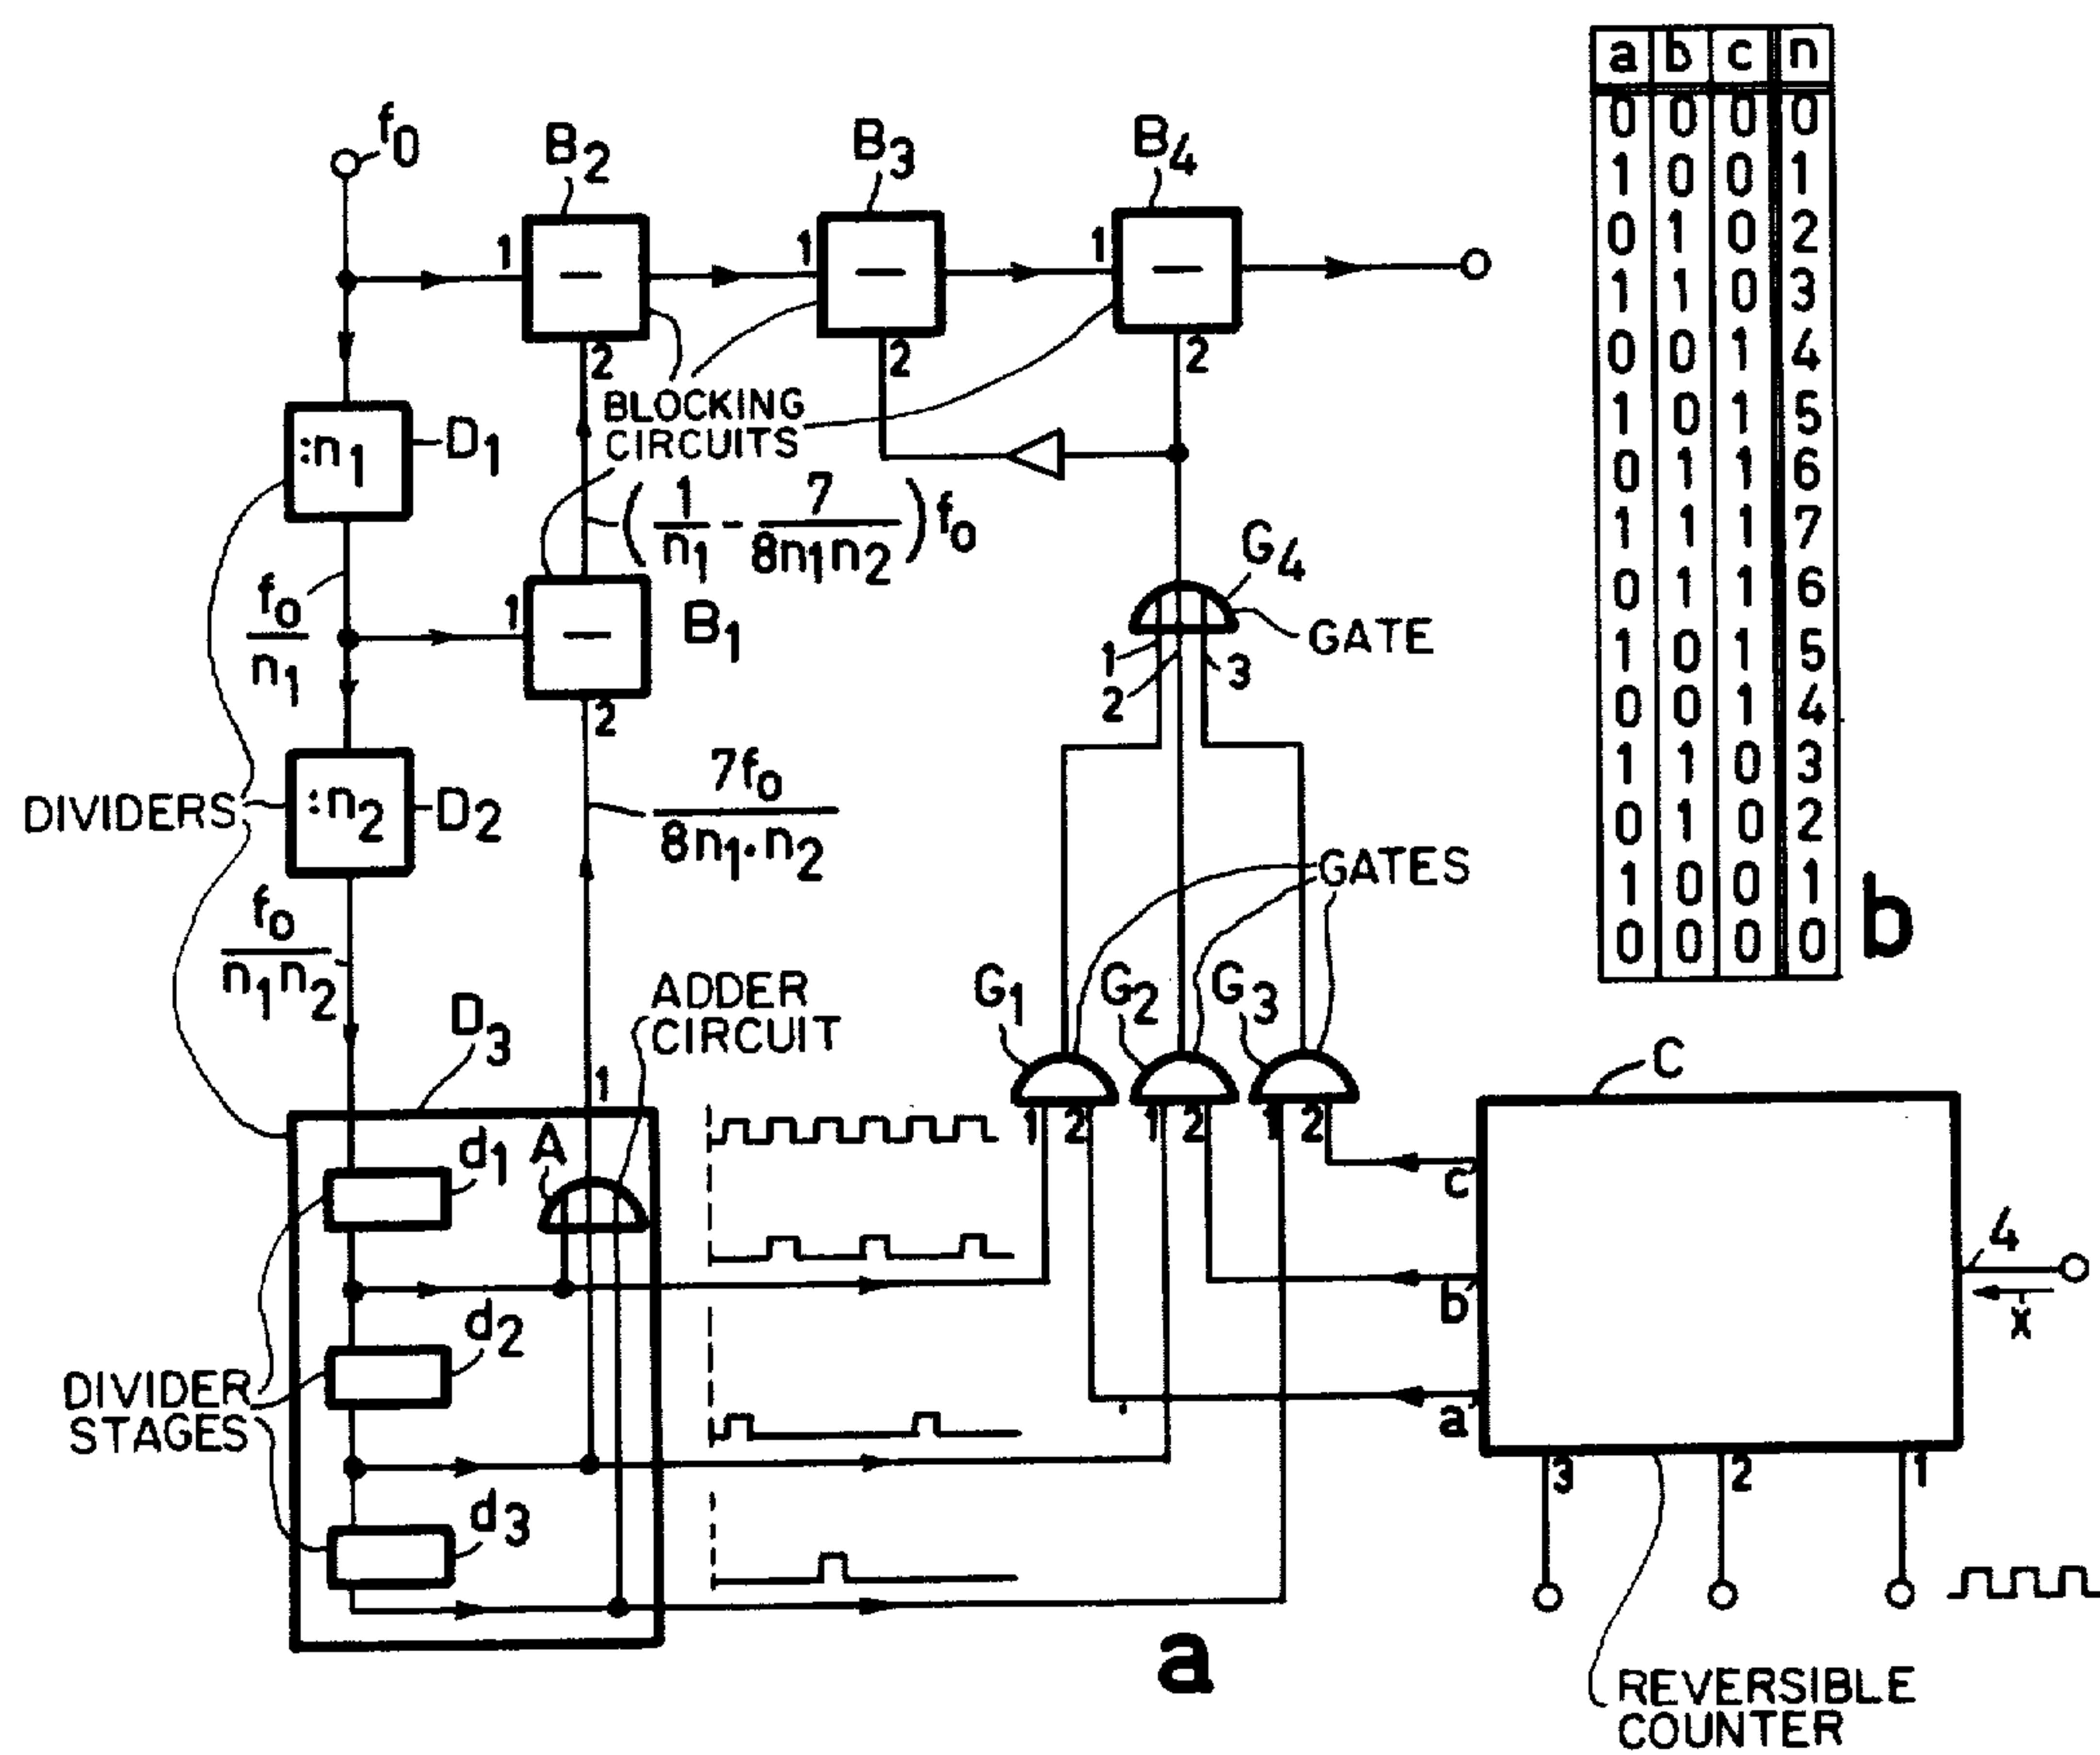 f0
B2
B3
B4
1
1
1
2
2
2
BLOCKING
CIRCUITS
:n1
D1
(1/n1 - 7/8n1n2) f0
f0/n1
1
B1
2
G4
GATE
1
2
3
DIVIDERS
:n2
D2
7f0/8n1.n2
f0/n1n2
GATES
G1
G2
G3
D3
ADDER
CIRCUIT
1
A
d1
d2
d3
DIVIDER
STAGES
1 2
1 2
1 2
C
c
b
a
4
x
3
2
1
REVERSIBLE
COUNTER
a
a b c n
0 0 0 0
1 0 0 1
0 1 0 2
1 1 0 3
0 0 1 4
1 0 1 5
0 1 1 6
1 1 1 7
0 1 1 6
1 0 1 5
0 0 1 4
1 1 0 3
0 1 0 2
1 0 0 1
0 0 0 0
b